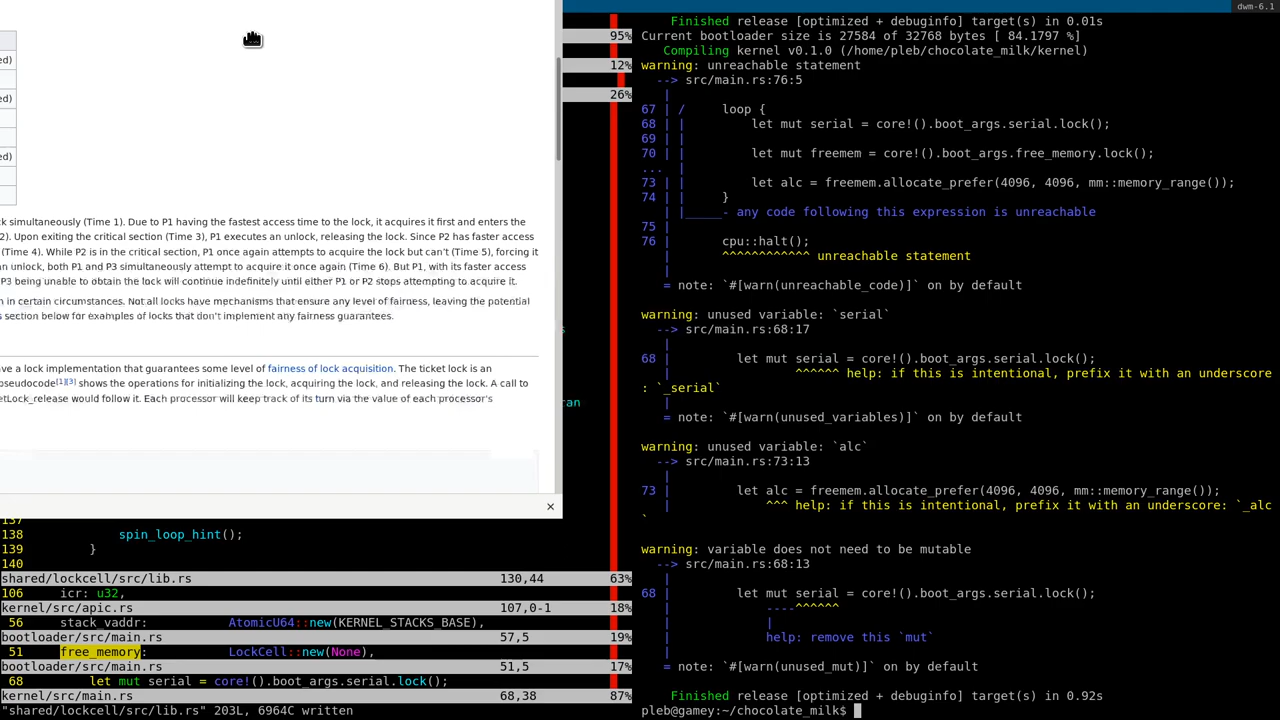 dwm-6.1
ed)
ed)
ed)
ck simultaneously (Time 1). Due to P1 having the fastest access time to the lock, it acquires it first and enters the
2). Upon exiting the critical section (Time 3), P1 executes an unlock, releasing the lock. Since P2 has faster access
(Time 4). While P2 is in the critical section, P1 once again attempts to acquire the lock but can't (Time 5), forcing it
an unlock, both P1 and P3 simultaneously attempt to acquire it once again (Time 6). But P1, with its faster access
P3 being unable to obtain the lock will continue indefinitely until either P1 or P2 stops attempting to acquire it.
n in certain circumstances. Not all locks have mechanisms that ensure any level of fairness, leaving the potential
s section below for examples of locks that don't implement any fairness guarantees.
ave a lock implementation that guarantees some level of fairness of lock acquisition. The ticket lock is an
pseudocode[1][3] shows the operations for initializing the lock, acquiring the lock, and releasing the lock. A call to
etLock_release would follow it. Each processor will keep track of its turn via the value of each processor's
95%
12%
26%
s
ran
137
138 spin_loop_hint();
139 }
140
shared/lockcell/src/lib.rs 130,44 63%
106 icr: u32,
kernel/src/apic.rs 107,0-1 18%
56 stack_vaddr: AtomicU64::new(KERNEL_STACKS_BASE),
bootloader/src/main.rs 57,5 19%
51 free_memory: LockCell::new(None),
bootloader/src/main.rs 51,5 17%
68 let mut serial = core!().boot_args.serial.lock();
kernel/src/main.rs 68,38 87%
"shared/lockcell/src/lib.rs" 203L, 6964C written
Finished release [optimized + debuginfo] target(s) in 0.01s
Current bootloader size is 27584 of 32768 bytes [ 84.1797 %]
Compiling kernel v0.1.0 (/home/pleb/chocolate_milk/kernel)
warning: unreachable statement
--> src/main.rs:76:5
|
67 | / loop {
68 | | let mut serial = core!().boot_args.serial.lock();
69 | |
70 | | let mut freemem = core!().boot_args.free_memory.lock();
... |
73 | | let alc = freemem.allocate_prefer(4096, 4096, mm::memory_range());
74 | | }
| |_____- any code following this expression is unreachable
75 |
76 | cpu::halt();
| ^^^^^^^^^^^^ unreachable statement
|
= note: `#[warn(unreachable_code)]` on by default
warning: unused variable: `serial`
--> src/main.rs:68:17
|
68 | let mut serial = core!().boot_args.serial.lock();
| ^^^^^^ help: if this is intentional, prefix it with an underscore
: `_serial`
|
= note: `#[warn(unused_variables)]` on by default
warning: unused variable: `alc`
--> src/main.rs:73:13
|
73 | let alc = freemem.allocate_prefer(4096, 4096, mm::memory_range());
| ^^^ help: if this is intentional, prefix it with an underscore: `_alc
`
warning: variable does not need to be mutable
--> src/main.rs:68:13
|
68 | let mut serial = core!().boot_args.serial.lock();
| ----^^^^^^
| |
| help: remove this `mut`
|
= note: `#[warn(unused_mut)]` on by default
Finished release [optimized + debuginfo] target(s) in 0.92s
pleb@gamey:~/chocolate_milk$